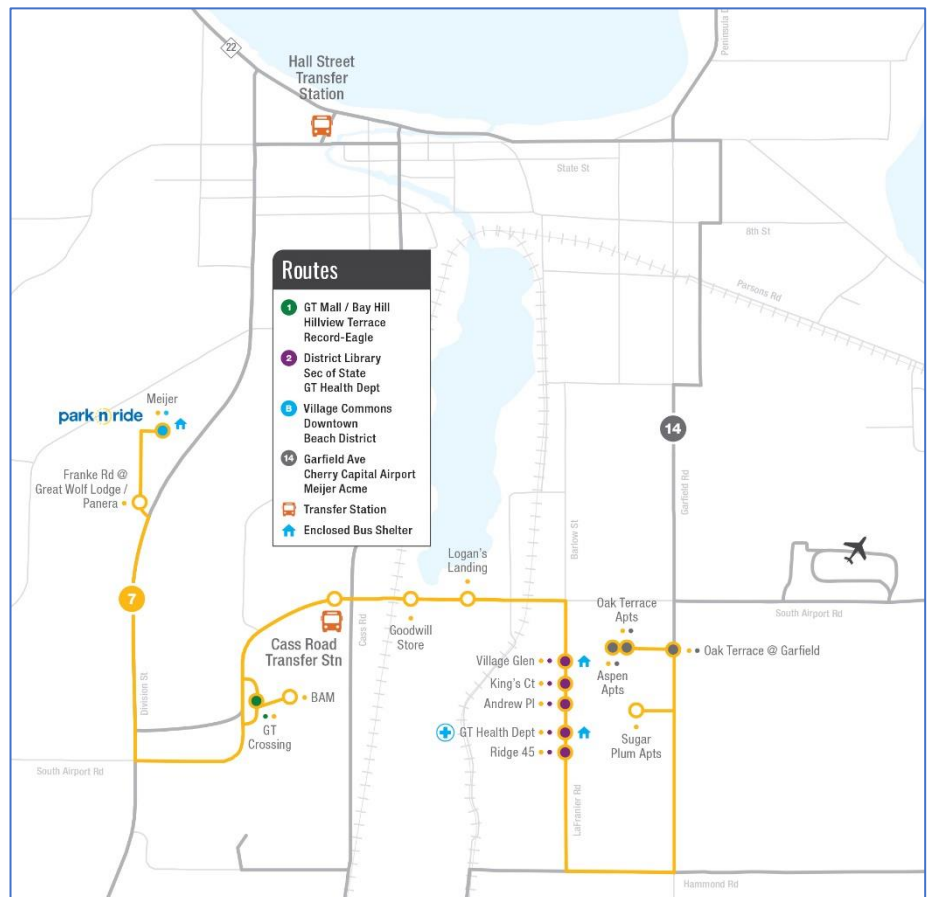 22
Hall Street
Transfer
Station
Peninsula D
State St
8th St
Parsons Rd
Routes
1 GT Mall / Bay Hill
Hillview Terrace
Record-Eagle
2 District Library
Sec of State
GT Health Dept
B Village Commons
Downtown
Beach District
14 Garfield Ave
Cherry Capital Airport
Meijer Acme
Transfer Station
Enclosed Bus Shelter
park n ride
Meijer
Franke Rd @
Great Wolf Lodge /
Panera
14
Garfield Rd
Barlow St
7
Logan's
Landing
Cass Rd
Cass Road
Transfer Stn
Goodwill
Store
South Airport Rd
Oak Terrace
Apts
Oak Terrace @ Garfield
Aspen
Apts
Village Glen
King's Ct
Andrew Pl
GT Health Dept
Ridge 45
Sugar
Plum Apts
BAM
GT
Crossing
Division St
South Airport Rd
LaFranier Rd
Hammond Rd